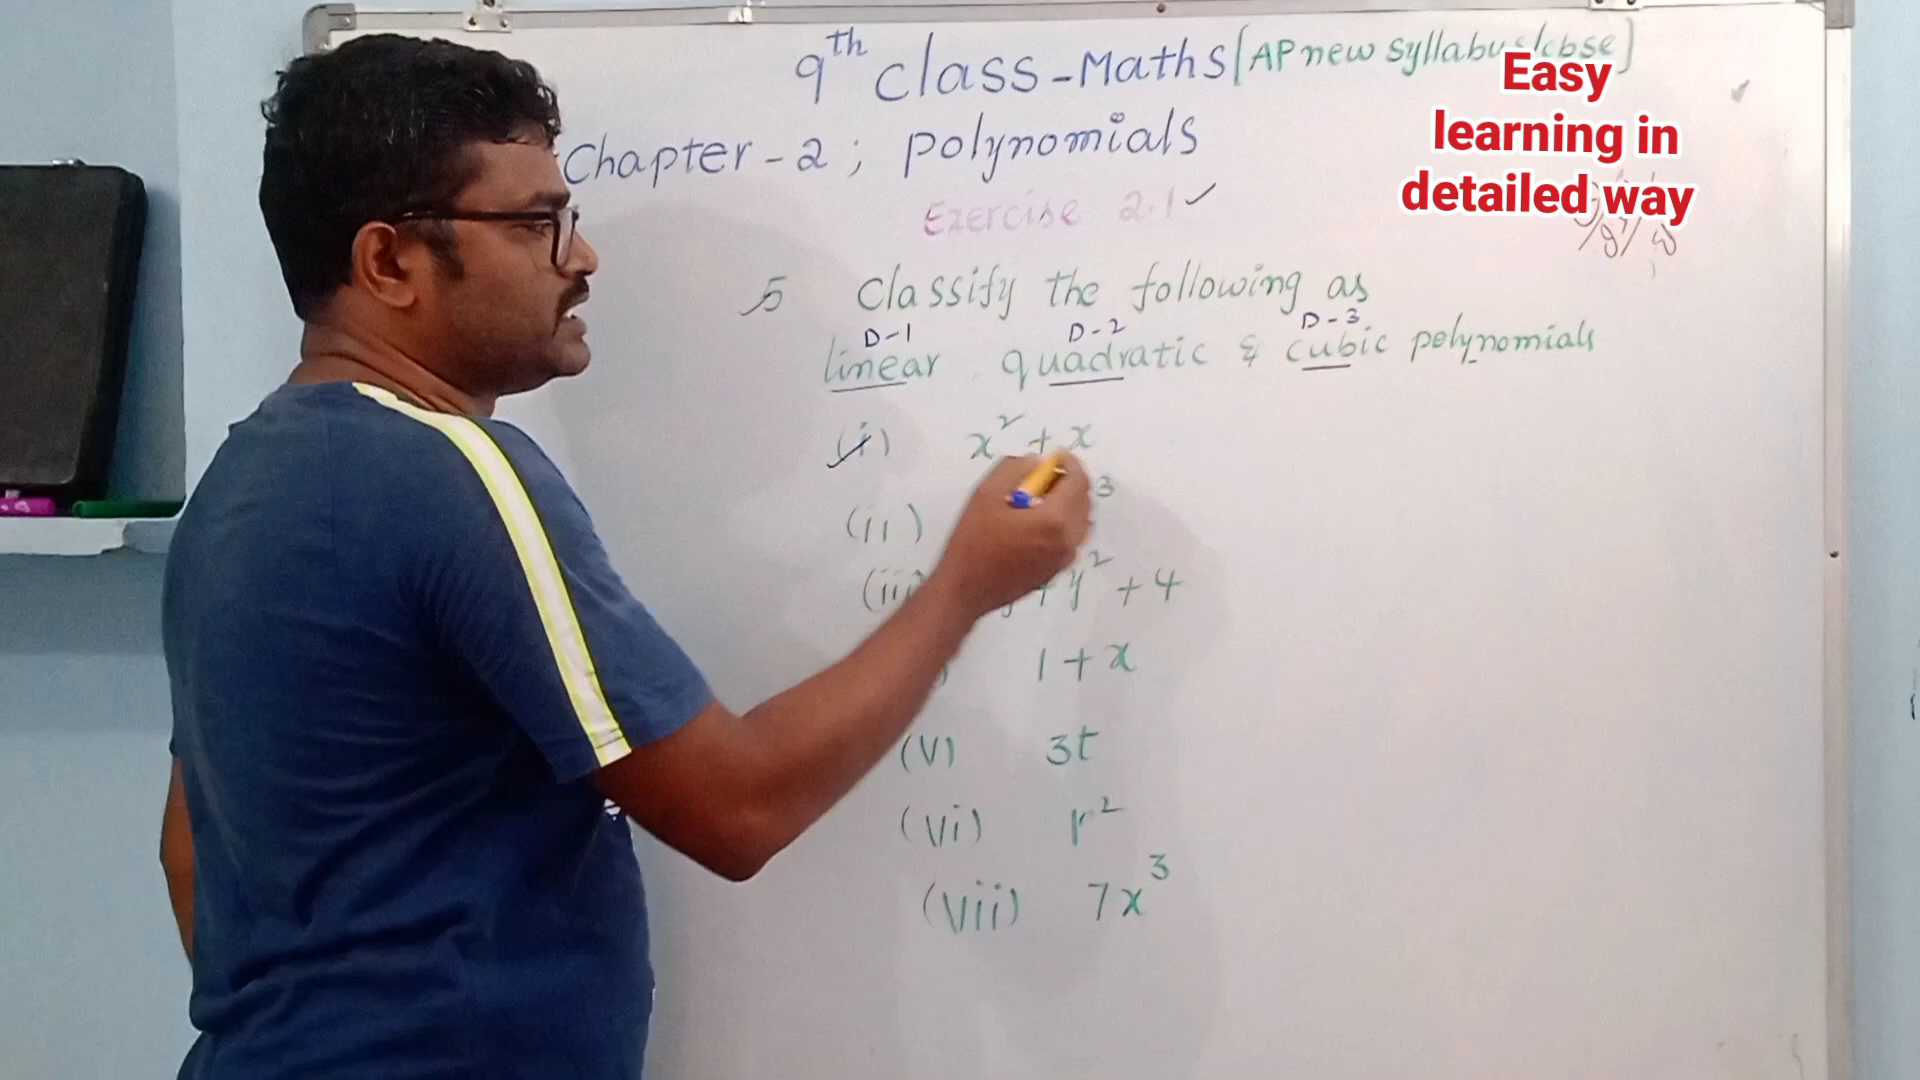 9th Class-Maths [AP new syllabus/cbse]
Easy
learning in
detailed way
Chapter-2; Polynomials
Exercise 2.1 ✓
5 Classify the following as
D-1 D-2 D-3
linear quadratic & cubic polynomials
(i) x² + x
(ii) 3
(iii) + y² + 4
1 + x
(V) 3t
(Vi) r²
(Vii) 7x³